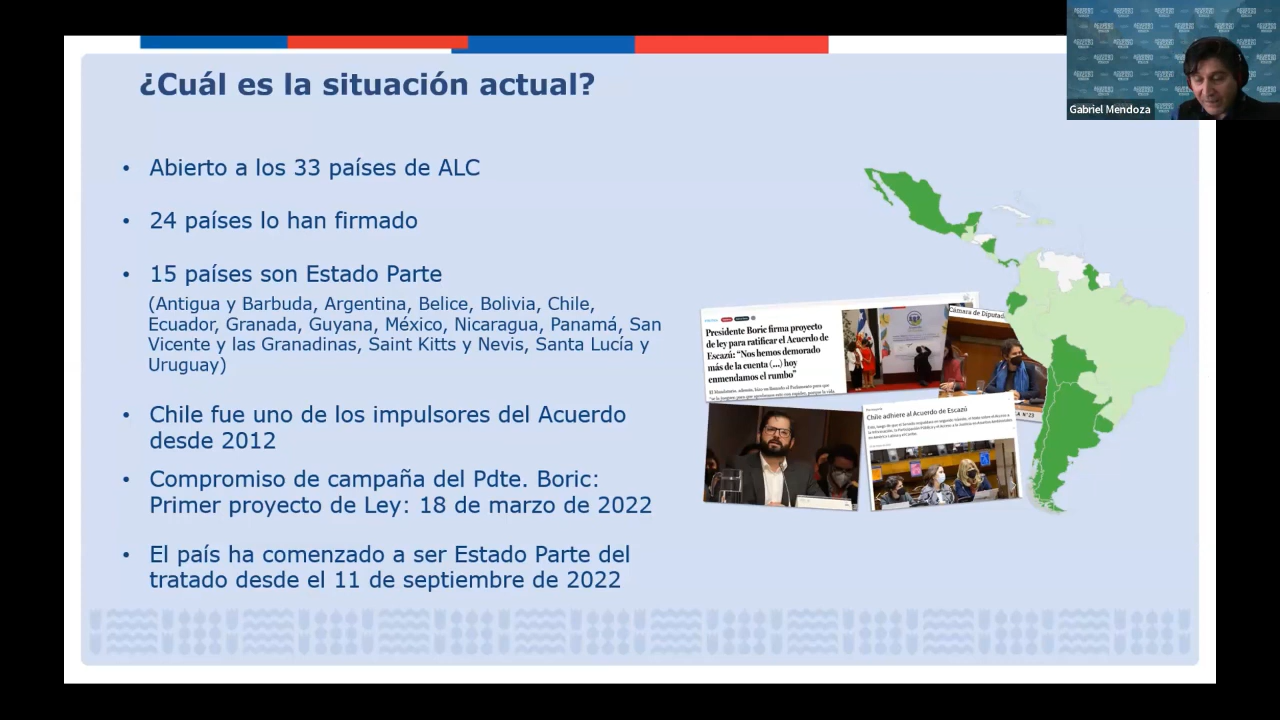 ¿Cuál es la situación actual?
Gabriel Mendoza
• Abierto a los 33 países de ALC
• 24 países lo han firmado
• 15 países son Estado Parte
(Antigua y Barbuda, Argentina, Belice, Bolivia, Chile,
Ecuador, Granada, Guyana, México, Nicaragua, Panamá, San
Vicente y las Granadinas, Saint Kitts y Nevis, Santa Lucía y
Uruguay)
• Chile fue uno de los impulsores del Acuerdo
desde 2012
• Compromiso de campaña del Pdte. Boric:
Primer proyecto de Ley: 18 de marzo de 2022
• El país ha comenzado a ser Estado Parte del
tratado desde el 11 de septiembre de 2022
Presidente Boric firma proyecto
de ley para ratificar el Acuerdo de
Escazú: “Nos hemos demorado
más de la cuenta (...) hoy
enmendamos el rumbo”
Cámara de Diputad
Chile adhiere al Acuerdo de Escazú